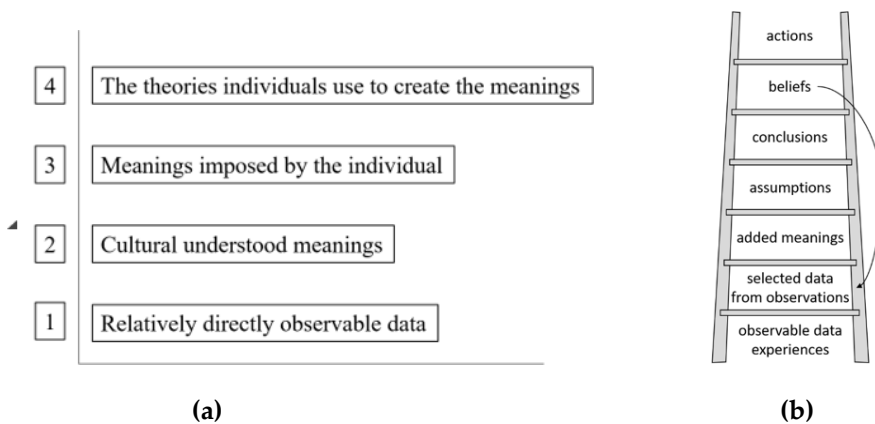 4 The theories individuals use to create the meanings
3 Meanings imposed by the individual
2 Cultural understood meanings
1 Relatively directly observable data
(a)
actions
beliefs
conclusions
assumptions
added meanings
selected data
from observations
observable data
experiences
(b)